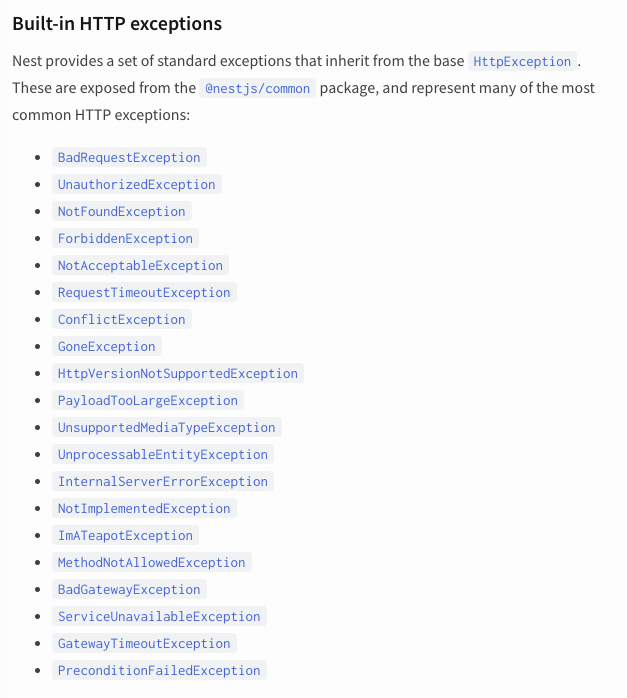 Built-in HTTP exceptions
Nest provides a set of standard exceptions that inherit from the base HttpException.
These are exposed from the @nestjs/common package, and represent many of the most
common HTTP exceptions:
• BadRequestException
• UnauthorizedException
• NotFoundException
• ForbiddenException
• NotAcceptableException
• RequestTimeoutException
• ConflictException
• GoneException
• HttpVersionNotSupportedException
• PayloadTooLargeException
• UnsupportedMediaTypeException
• UnprocessableEntityException
• InternalServerErrorException
• NotImplementedException
• ImATeapotException
• MethodNotAllowedException
• BadGatewayException
• ServiceUnavailableException
• GatewayTimeoutException
• PreconditionFailedException